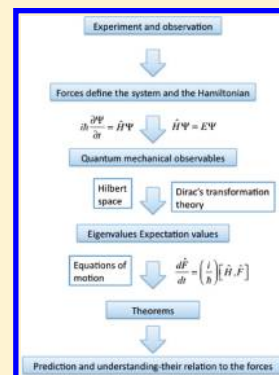 Experiment and observation
Forces define the system and the Hamiltonian
iħ ∂Ψ/∂t = ĤΨ ĤΨ = EΨ
Quantum mechanical observables
Hilbert space
Dirac's transformation theory
Eigenvalues Expectation values
Equations of motion
dF̂/dt = (i/ħ)[Ĥ,F̂]
Theorems
Prediction and understanding-their relation to the forces